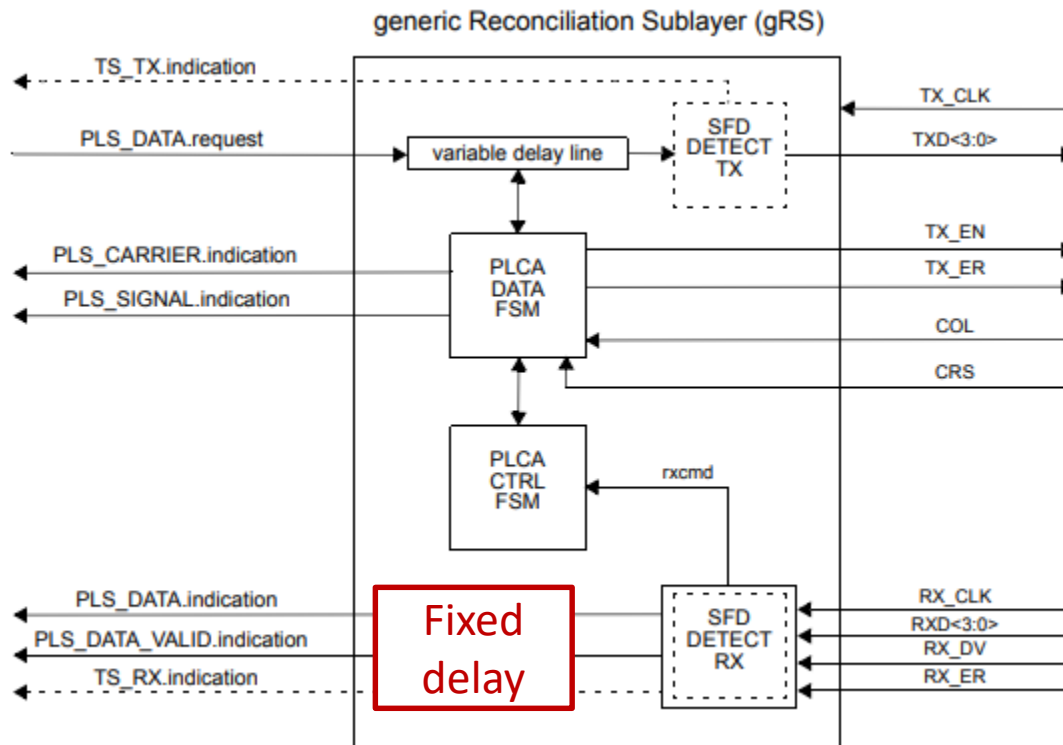 generic Reconciliation Sublayer (gRS)
TS_TX.indication
TX_CLK
PLS_DATA.request
variable delay line
SFD
DETECT
TX
TXD<3:0>
TX_EN
PLS_CARRIER.indication
PLCA
DATA
FSM
TX_ER
PLS_SIGNAL.indication
COL
CRS
PLCA
CTRL
FSM
rxcmd
PLS_DATA.indication
Fixed
delay
SFD
DETECT
RX
RX_CLK
PLS_DATA_VALID.indication
RXD<3:0>
RX_DV
TS_RX.indication
RX_ER